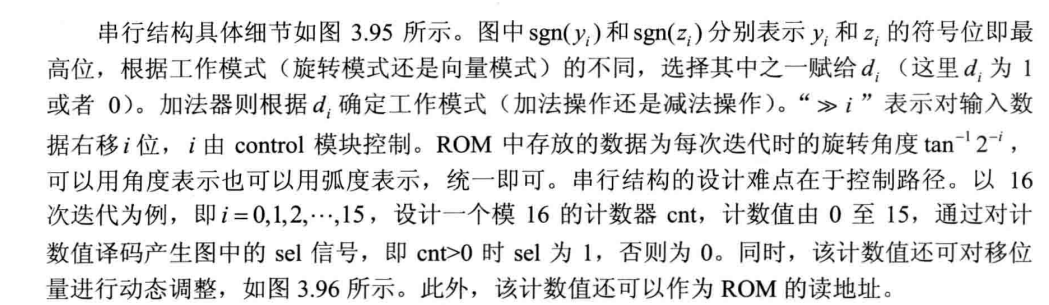 串行结构具体细节如图 3.95 所示。图中 sgn(yᵢ) 和 sgn(zᵢ) 分别表示 yᵢ 和 zᵢ 的符号位即最
高位，根据工作模式（旋转模式还是向量模式）的不同，选择其中之一赋给 dᵢ（这里 dᵢ 为 1
或者 0）。加法器则根据 dᵢ 确定工作模式（加法操作还是减法操作）。“≫ i”表示对输入数
据右移 i 位，i 由 control 模块控制。ROM 中存放的数据为每次迭代时的旋转角度 tan⁻¹ 2⁻ⁱ，
可以用角度表示也可以用弧度表示，统一即可。串行结构的设计难点在于控制路径。以 16
次迭代为例，即 i = 0,1,2,⋯,15，设计一个模 16 的计数器 cnt，计数值由 0 至 15，通过对计
数值译码产生图中的 sel 信号，即 cnt>0 时 sel 为 1，否则为 0。同时，该计数值还可对移位
量进行动态调整，如图 3.96 所示。此外，该计数值还可以作为 ROM 的读地址。